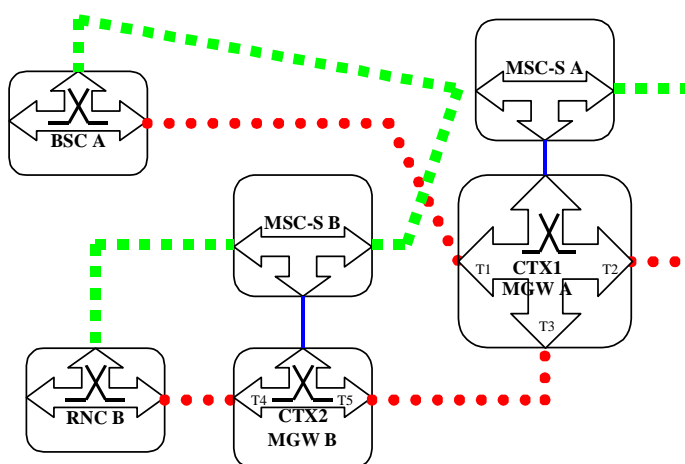 MSC-S A
BSC A
MSC-S B
T1
CTX1
T2
MGW A
T3
RNC B
T4
CTX2
T5
MGW B